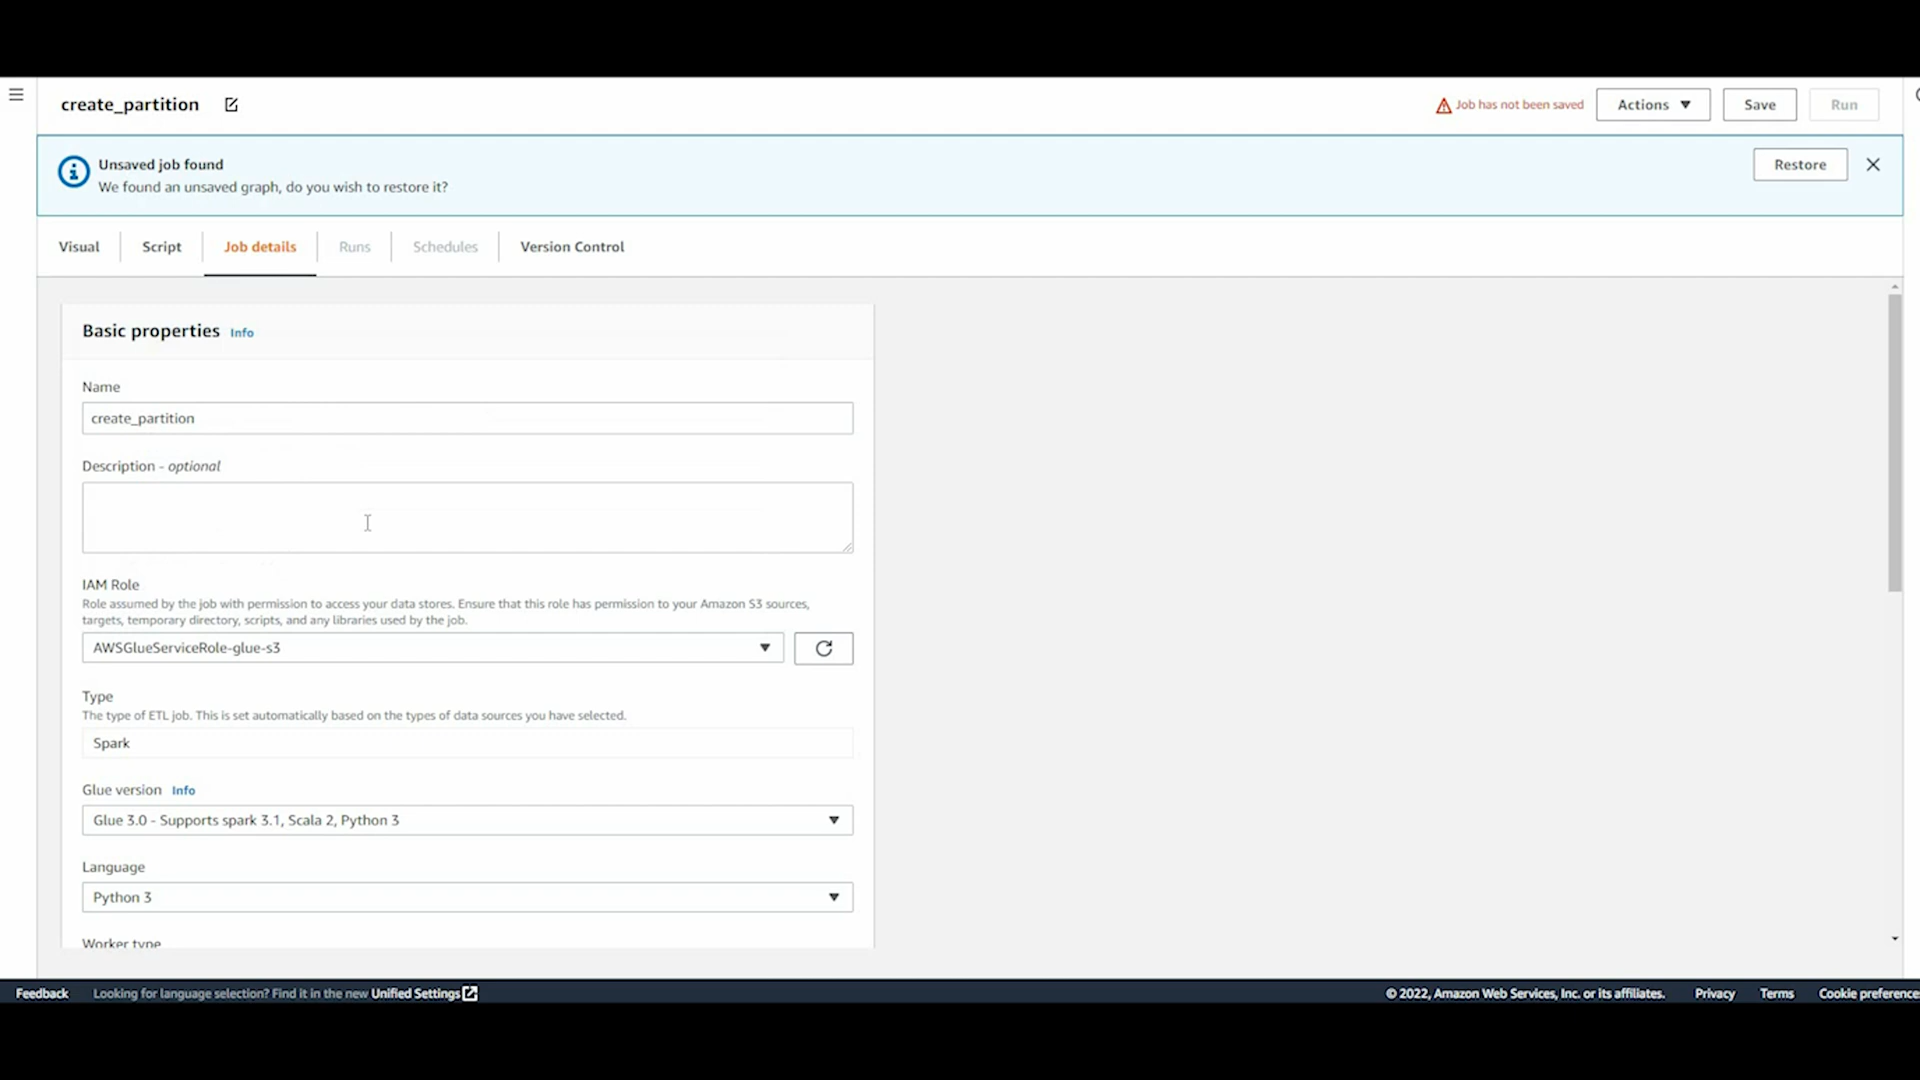 create_partition
Job has not been saved
Actions
Save
Run
Unsaved job found
We found an unsaved graph, do you wish to restore it?
Restore
Visual
Script
Job details
Runs
Schedules
Version Control
Basic properties Info
Name
create_partition
Description - optional
IAM Role
Role assumed by the job with permission to access your data stores. Ensure that this role has permission to your Amazon S3 sources,
targets, temporary directory, scripts, and any libraries used by the job.
AWSGlueServiceRole-glue-s3
Type
The type of ETL job. This is set automatically based on the types of data sources you have selected.
Spark
Glue version Info
Glue 3.0 - Supports spark 3.1, Scala 2, Python 3
Language
Python 3
Worker type
Feedback
Looking for language selection? Find it in the new Unified Settings
© 2022, Amazon Web Services, Inc. or its affiliates.
Privacy
Terms
Cookie preference